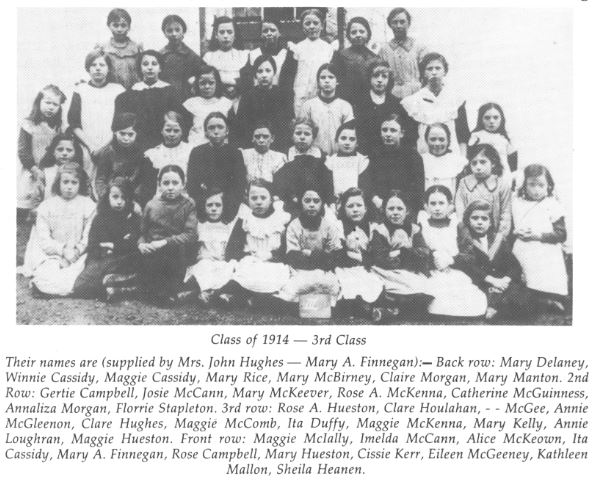 Class of 1914 — 3rd Class
Their names are (supplied by Mrs. John Hughes — Mary A. Finnegan):— Back row: Mary Delaney,
Winnie Cassidy, Maggie Cassidy, Mary Rice, Mary McBirney, Claire Morgan, Mary Manton. 2nd
Row: Gertie Campbell, Josie McCann, Mary McKeever, Rose A. McKenna, Catherine McGuinness,
Annaliza Morgan, Florrie Stapleton. 3rd row: Rose A. Hueston, Clare Houlahan, - - McGee, Annie
McGleenon, Clare Hughes, Maggie McComb, Ita Duffy, Maggie McKenna, Mary Kelly, Annie
Loughran, Maggie Hueston. Front row: Maggie Mclally, Imelda McCann, Alice McKeown, Ita
Cassidy, Mary A. Finnegan, Rose Campbell, Mary Hueston, Cissie Kerr, Eileen McGeeney, Kathleen
Mallon, Sheila Heanen.